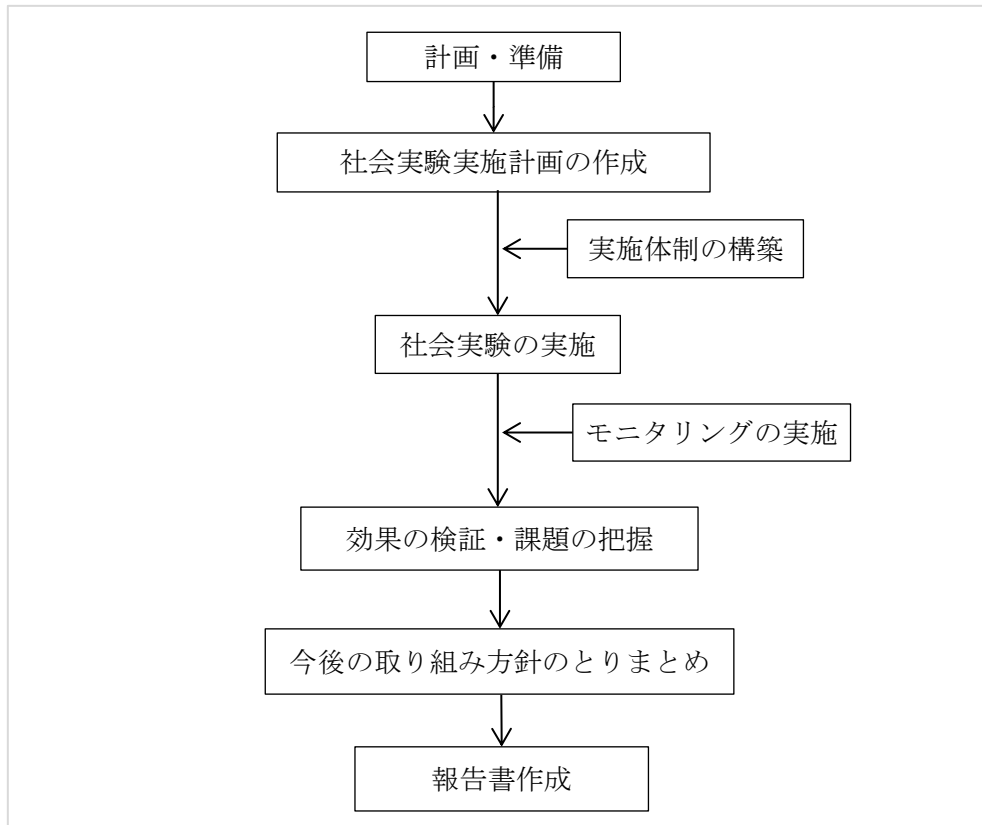 計画・準備
社会実験実施計画の作成
実施体制の構築
社会実験の実施
モニタリングの実施
効果の検証・課題の把握
今後の取り組み方針のとりまとめ
報告書作成